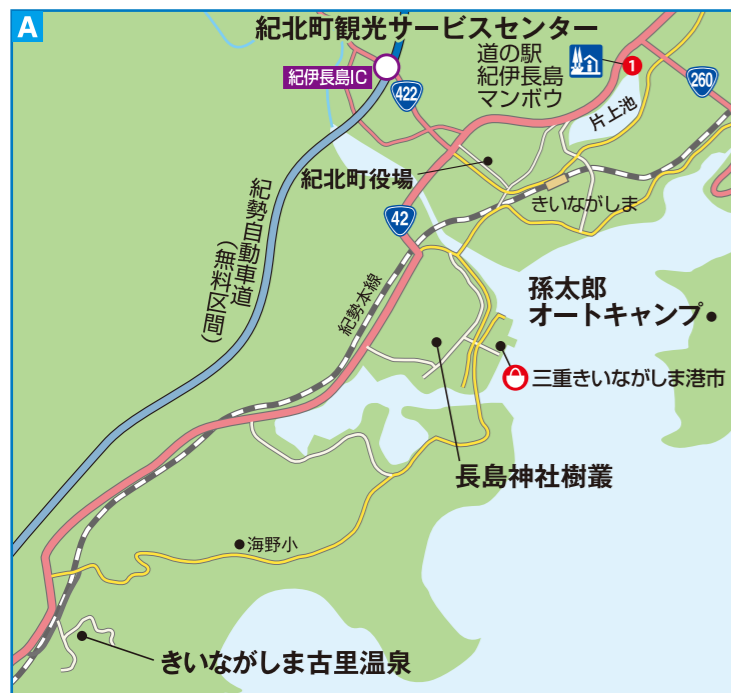 A
紀北町観光サービスセンター
道の駅
紀伊長島
マンボウ
1
紀伊長島IC
422
260
片上池
紀北町役場
きいながしま
42
紀勢自動車道
(無料区間)
紀勢本線
孫太郎
オートキャンプ
三重きいながしま港市
長島神社樹叢
海野小
きいながしま古里温泉